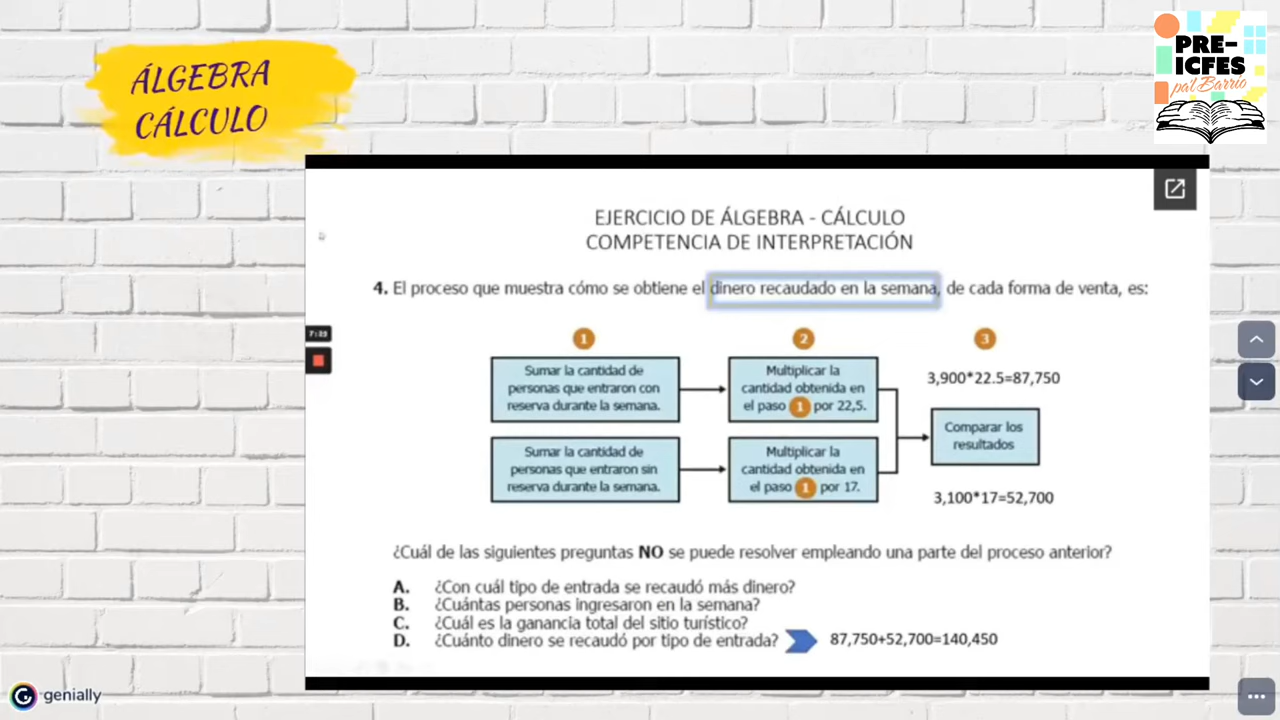 ÁLGEBRA
CÁLCULO
PRE-
ICFES
pa'l Barrio
EJERCICIO DE ÁLGEBRA - CÁLCULO
COMPETENCIA DE INTERPRETACIÓN
4. El proceso que muestra cómo se obtiene el dinero recaudado en la semana, de cada forma de venta, es:
1 2 3
Sumar la cantidad de
personas que entraron con
reserva durante la semana.
Multiplicar la
cantidad obtenida en
el paso 1 por 22,5.
3,900*22.5=87,750
Sumar la cantidad de
personas que entraron sin
reserva durante la semana.
Multiplicar la
cantidad obtenida en
el paso 1 por 17.
Comparar los
resultados
3,100*17=52,700
¿Cuál de las siguientes preguntas NO se puede resolver empleando una parte del proceso anterior?
A. ¿Con cuál tipo de entrada se recaudó más dinero?
B. ¿Cuántas personas ingresaron en la semana?
C. ¿Cuál es la ganancia total del sitio turístico?
D. ¿Cuánto dinero se recaudó por tipo de entrada? 87,750+52,700=140,450
genially